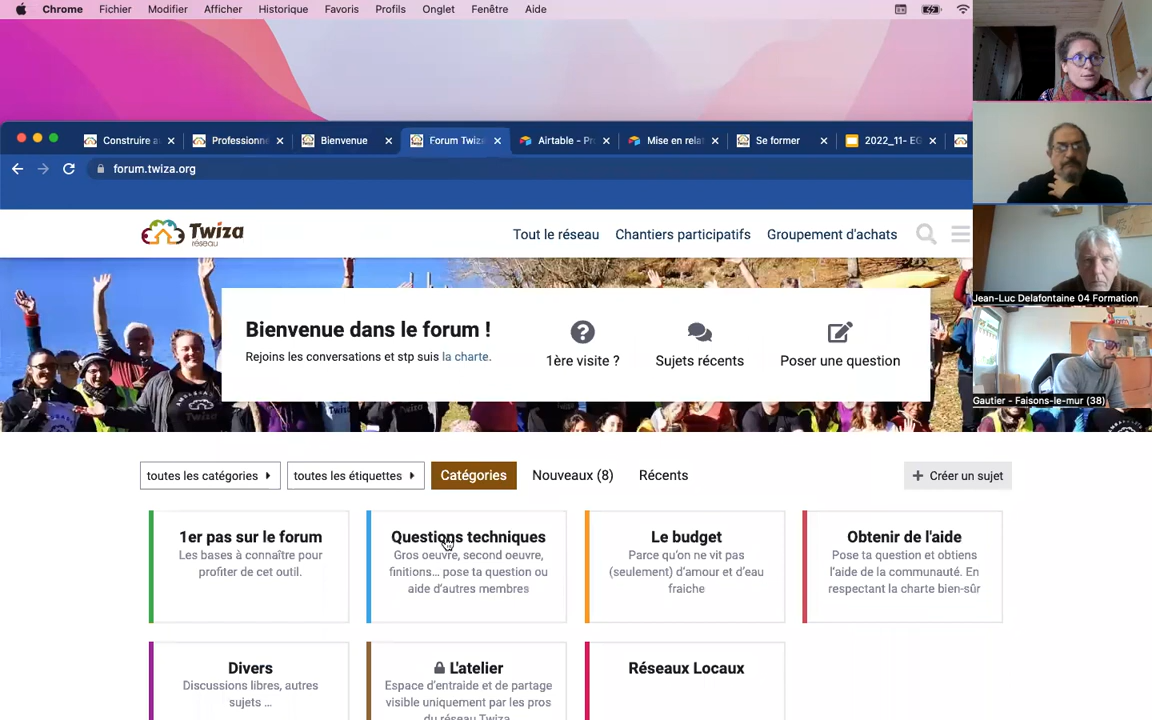 Chrome Fichier Modifier Afficher Historique Favoris Profils Onglet Fenêtre Aide
Construire a Professionne Bienvenue Forum Twiza Airtable - Pr Mise en relat Se former 2022_11- EG
forum.twiza.org
Twiza
réseau
Tout le réseau Chantiers participatifs Groupement d'achats
Bienvenue dans le forum !
Rejoins les conversations et stp suis la charte.
1ère visite ?
Sujets récents
Poser une question
Jean-Luc Delafontaine 04 Formation
Gautier - Faisons-le-mur (38)
toutes les catégories toutes les étiquettes Catégories Nouveaux (8) Récents + Créer un sujet
1er pas sur le forum
Les bases à connaître pour
profiter de cet outil.
Questions techniques
Gros oeuvre, second oeuvre,
finitions... pose ta question ou
aide d'autres membres
Le budget
Parce qu'on ne vit pas
(seulement) d'amour et d'eau
fraiche
Obtenir de l'aide
Pose ta question et obtiens
l'aide de la communauté. En
respectant la charte bien-sûr
Divers
Discussions libres, autres
sujets ...
L'atelier
Espace d'entraide et de partage
visible uniquement par les pros
du réseau Twiza.
Réseaux Locaux